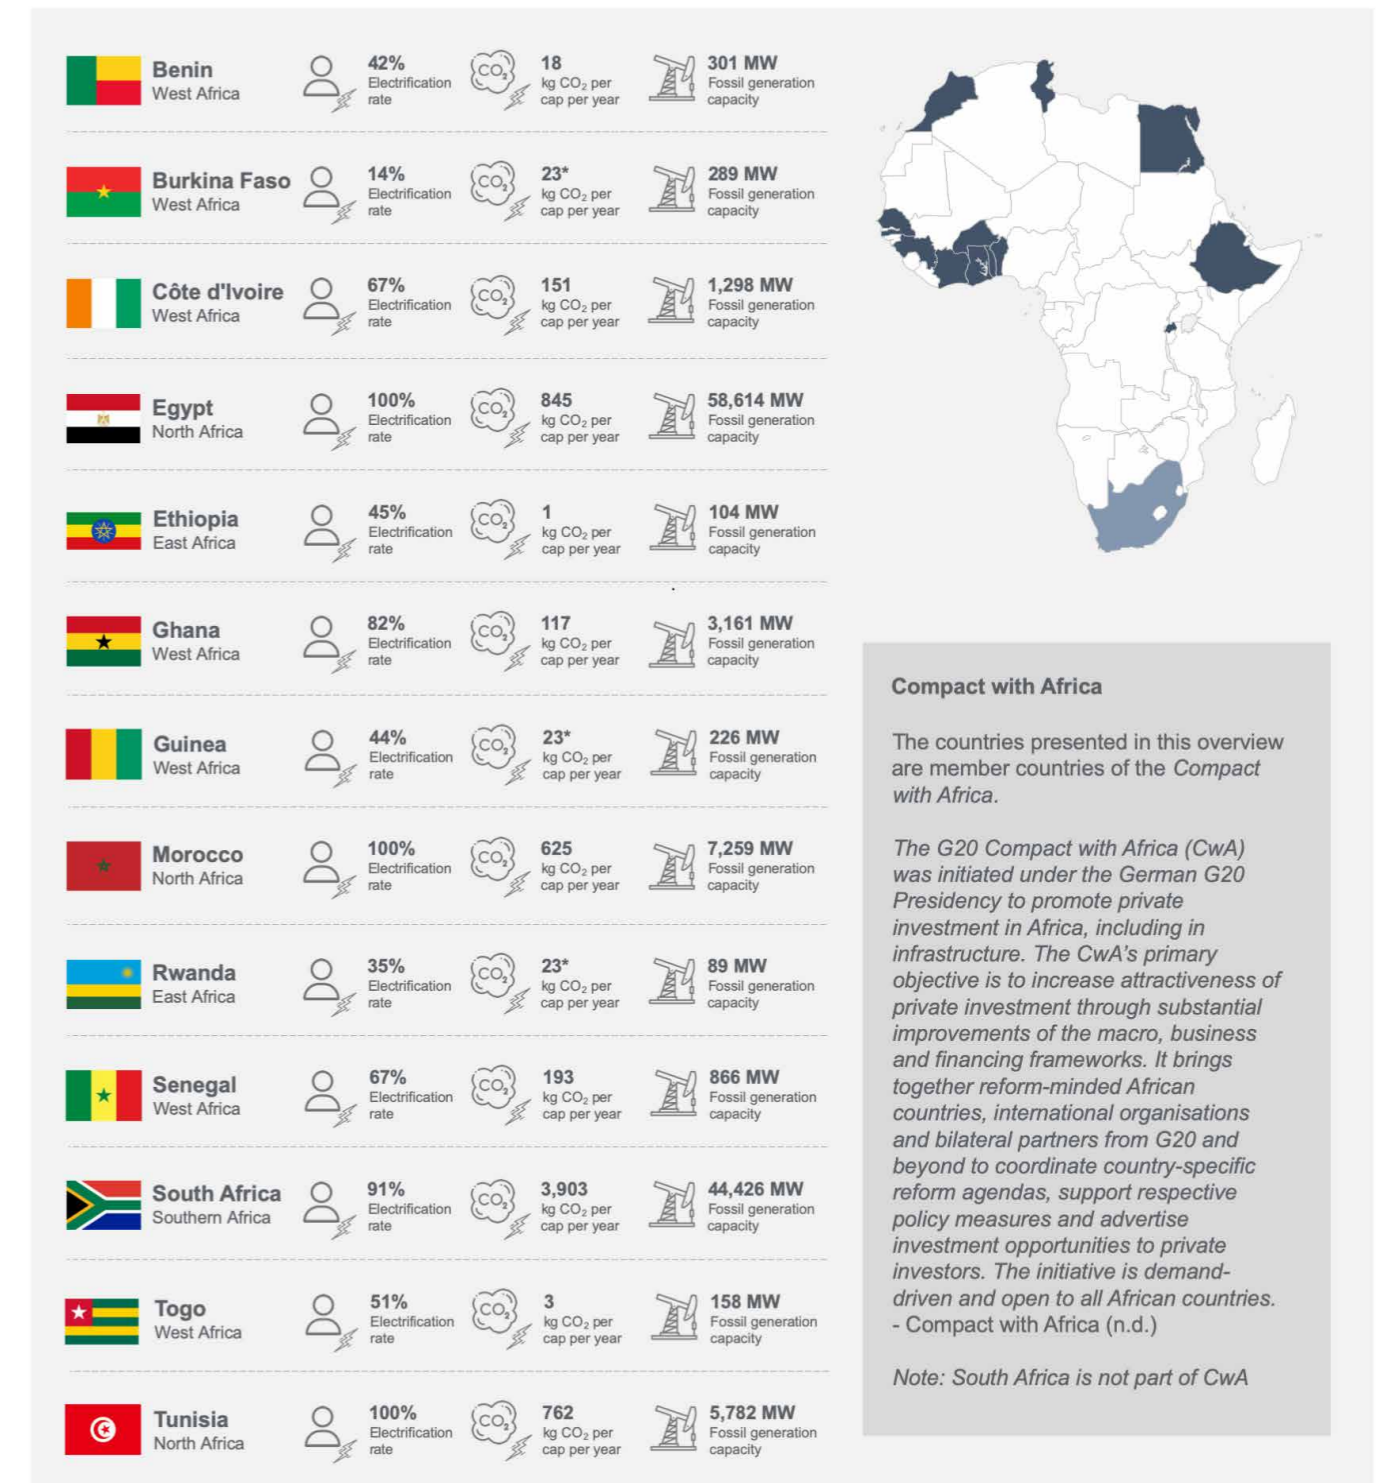 Benin
West Africa
42%
Electrification
rate
CO2
18
kg CO₂ per
cap per year
301 MW
Fossil generation
capacity
Burkina Faso
West Africa
14%
Electrification
rate
CO2
23*
kg CO₂ per
cap per year
289 MW
Fossil generation
capacity
Côte d'Ivoire
West Africa
67%
Electrification
rate
CO2
151
kg CO₂ per
cap per year
1,298 MW
Fossil generation
capacity
Egypt
North Africa
100%
Electrification
rate
CO2
845
kg CO₂ per
cap per year
58,614 MW
Fossil generation
capacity
Ethiopia
East Africa
45%
Electrification
rate
CO2
1
kg CO₂ per
cap per year
104 MW
Fossil generation
capacity
Ghana
West Africa
82%
Electrification
rate
CO2
117
kg CO₂ per
cap per year
3,161 MW
Fossil generation
capacity
Guinea
West Africa
44%
Electrification
rate
CO2
23*
kg CO₂ per
cap per year
226 MW
Fossil generation
capacity
Morocco
North Africa
100%
Electrification
rate
CO2
625
kg CO₂ per
cap per year
7,259 MW
Fossil generation
capacity
Rwanda
East Africa
35%
Electrification
rate
CO2
23*
kg CO₂ per
cap per year
89 MW
Fossil generation
capacity
Senegal
West Africa
67%
Electrification
rate
CO2
193
kg CO₂ per
cap per year
866 MW
Fossil generation
capacity
South Africa
Southern Africa
91%
Electrification
rate
CO2
3,903
kg CO₂ per
cap per year
44,426 MW
Fossil generation
capacity
Togo
West Africa
51%
Electrification
rate
CO2
3
kg CO₂ per
cap per year
158 MW
Fossil generation
capacity
Tunisia
North Africa
100%
Electrification
rate
CO2
762
kg CO₂ per
cap per year
5,782 MW
Fossil generation
capacity
Compact with Africa
The countries presented in this overview
are member countries of the Compact
with Africa.
The G20 Compact with Africa (CwA)
was initiated under the German G20
Presidency to promote private
investment in Africa, including in
infrastructure. The CwA's primary
objective is to increase attractiveness of
private investment through substantial
improvements of the macro, business
and financing frameworks. It brings
together reform-minded African
countries, international organisations
and bilateral partners from G20 and
beyond to coordinate country-specific
reform agendas, support respective
policy measures and advertise
investment opportunities to private
investors. The initiative is demand-
driven and open to all African countries.
- Compact with Africa (n.d.)
Note: South Africa is not part of CwA